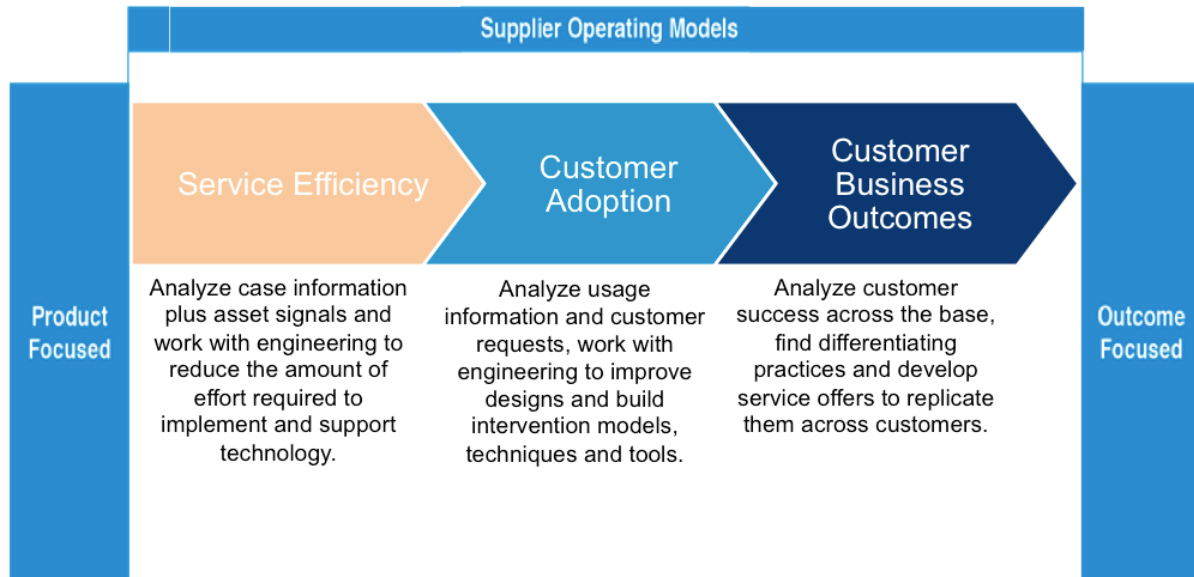 Supplier Operating Models
Product
Focused
Service Efficiency
Analyze case information
plus asset signals and
work with engineering to
reduce the amount of
effort required to
implement and support
technology.
Customer
Adoption
Analyze usage
information and customer
requests, work with
engineering to improve
designs and build
intervention models,
techniques and tools.
Customer
Business
Outcomes
Analyze customer
success across the base,
find differentiating
practices and develop
service offers to replicate
them across customers.
Outcome
Focused